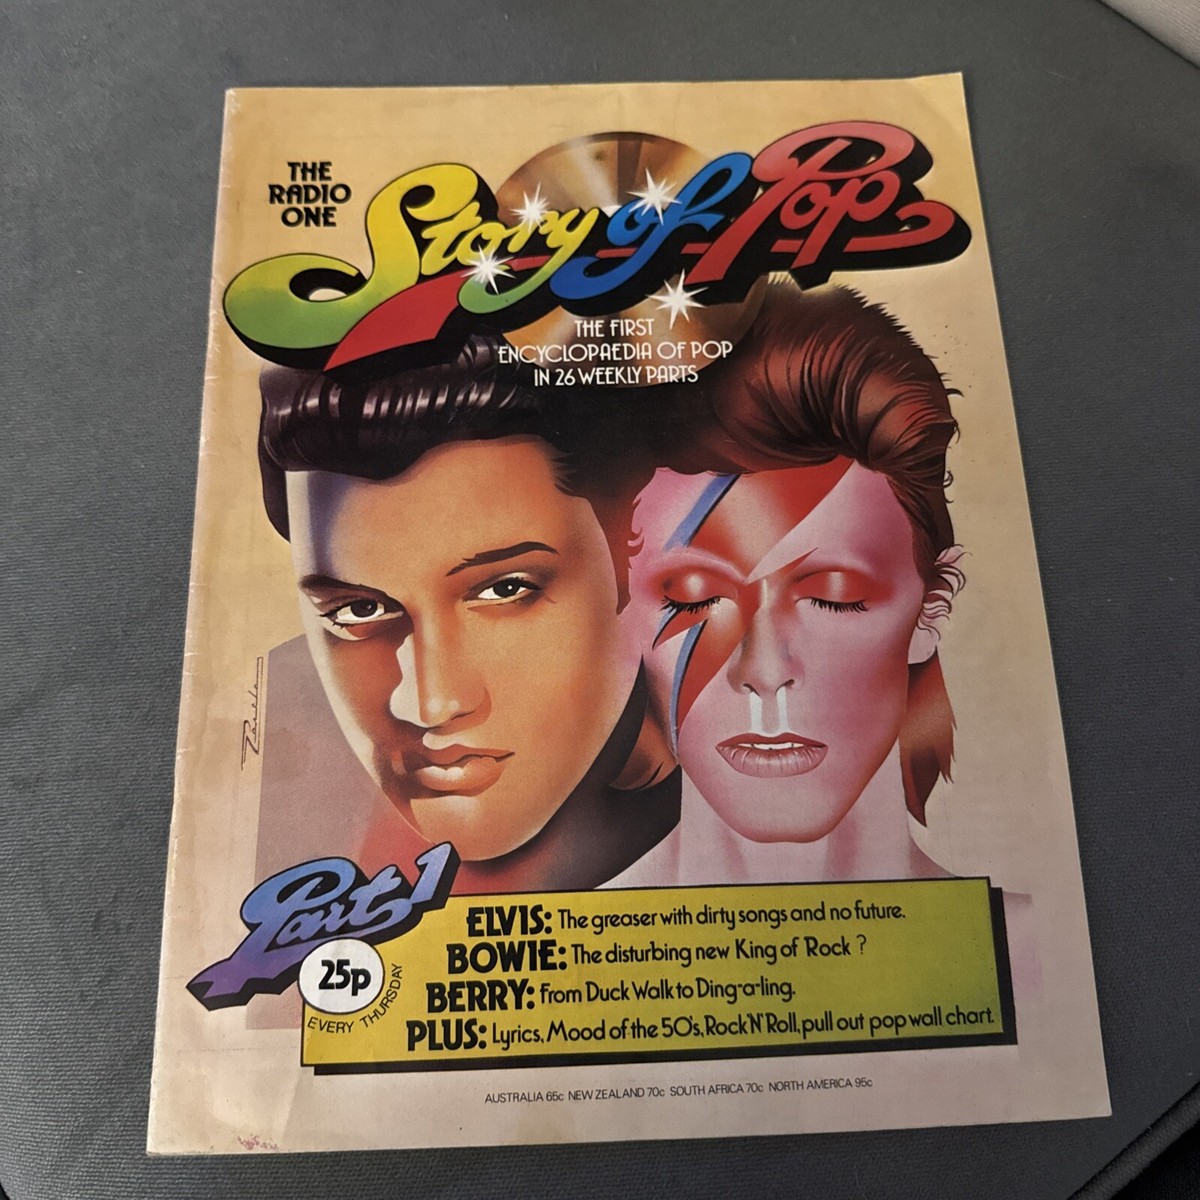 THE
RADIO
ONE
Story of Pop
THE FIRST
ENCYCLOPAEDIA OF POP
IN 26 WEEKLY PARTS
Part 1
25p
EVERY THURSDAY
ELVIS: The greaser with dirty songs and no future.
BOWIE: The disturbing new King of Rock ?
BERRY: From Duck Walk to Ding-a-ling.
PLUS: Lyrics, Mood of the 50's, Rock'N'Roll, pull out pop wall chart.
AUSTRALIA 65c NEW ZEALAND 70c SOUTH AFRICA 70c NORTH AMERICA 95c